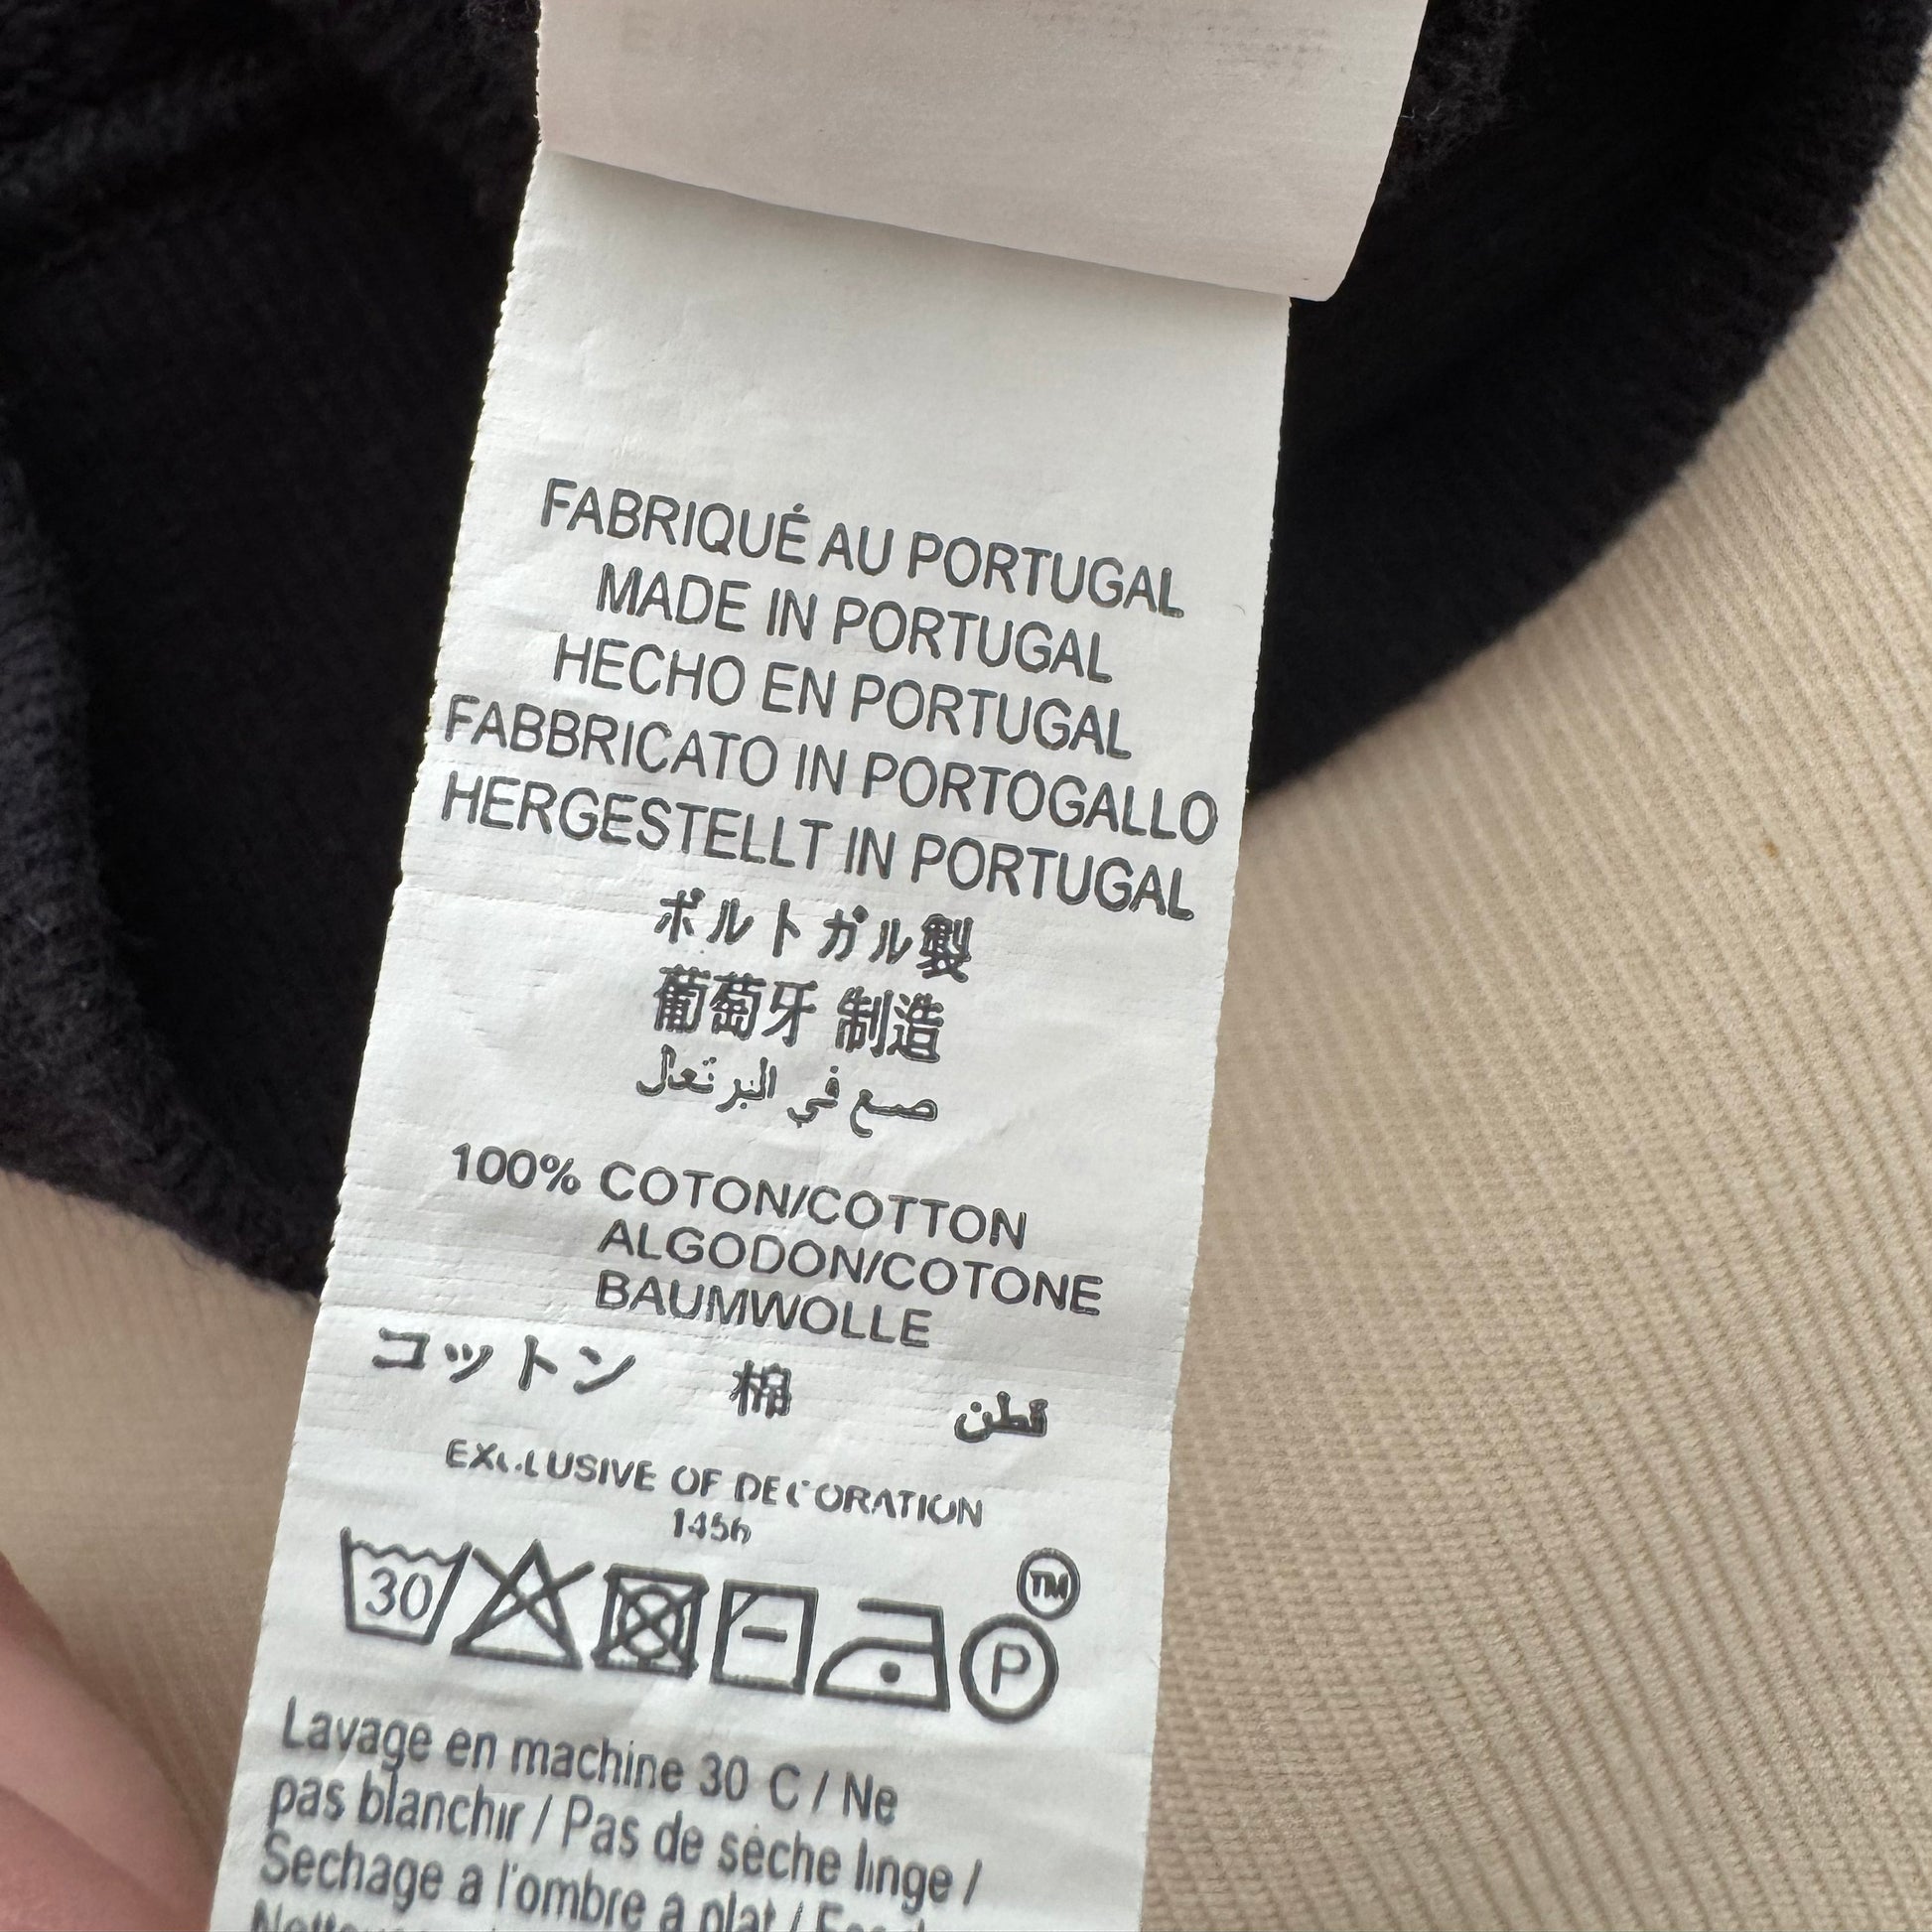 FABRIQUÉ AU PORTUGAL
MADE IN PORTUGAL
HECHO EN PORTUGAL
FABBRICATO IN PORTOGALLO
HERGESTELLT IN PORTUGAL
ポルトガル製
葡萄牙 制造
صنع في البرتغال
100% COTON/COTTON
ALGODON/COTONE
BAUMWOLLE
コットン 棉 قطن
EXCLUSIVE OF DECORATION
1456
30
TM
P
Lavage en machine 30 C / Ne
pas blanchir / Pas de sèche linge /
Sechage a l'ombre a plat /